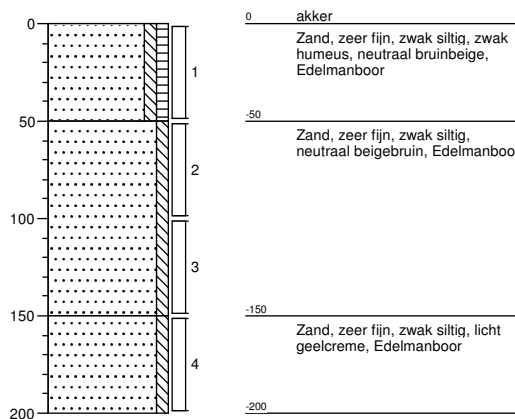 0
50
100
150
200
1
2
3
4
0
akker
Zand, zeer fijn, zwak siltig, zwak
humeus, neutraal bruinbeige,
Edelmanboor
-50
Zand, zeer fijn, zwak siltig,
neutraal beigebruin, Edelmanboo
-150
Zand, zeer fijn, zwak siltig, licht
geelcreme, Edelmanboor
-200